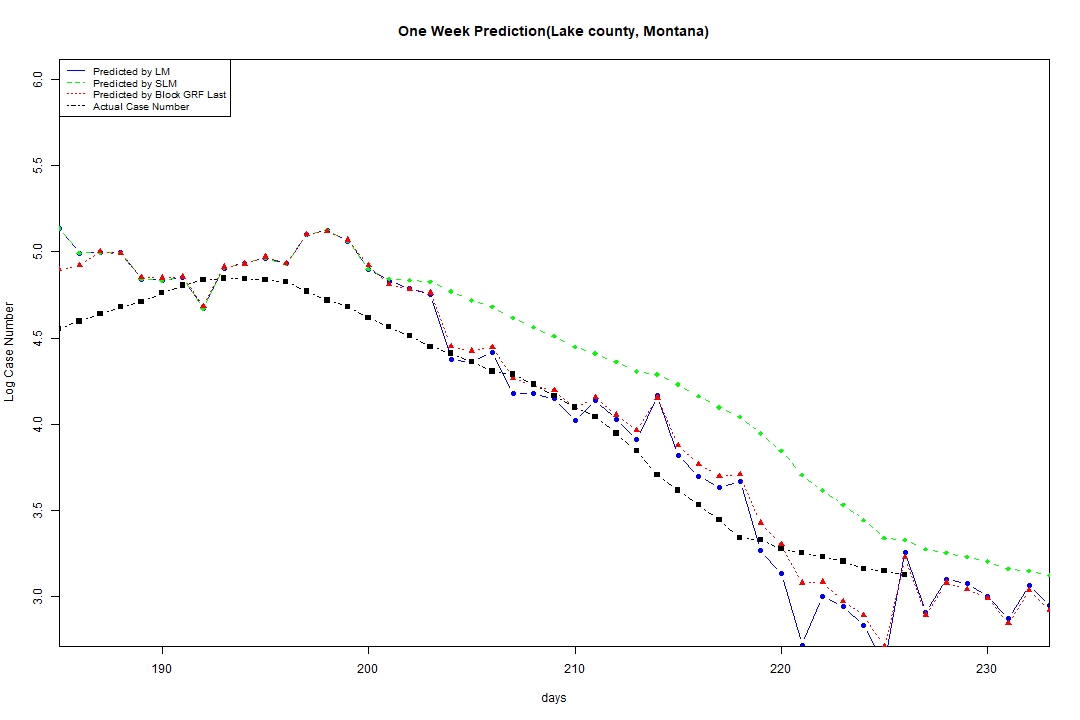 One Week Prediction(Lake county, Montana)
Predicted by LM
Predicted by SLM
Predicted by Block GRF Last
Actual Case Number
Log Case Number
6.0
5.5
5.0
4.5
4.0
3.5
3.0
190 200 210 220 230
days